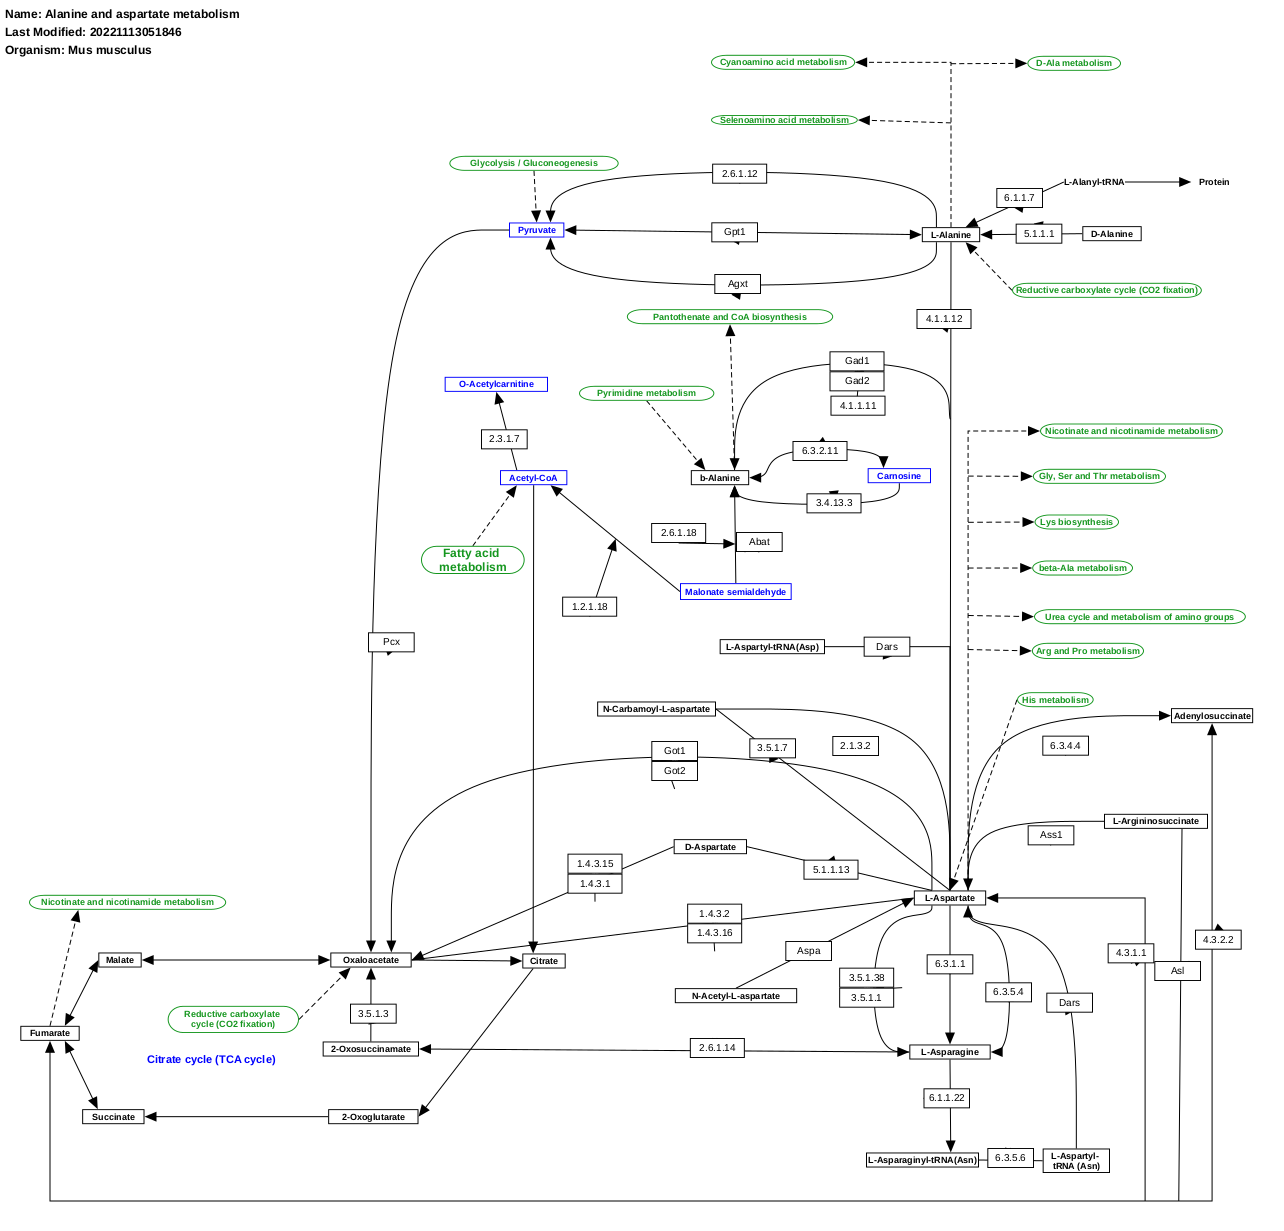 Name: Alanine and aspartate metabolism
Last Modified: 20221113051846
Organism: Mus musculus
Cyanoamino acid metabolism
D-Ala metabolism
Selenoamino acid metabolism
Glycolysis / Gluconeogenesis
2.6.1.12
L-Alanyl-tRNA
Protein
6.1.1.7
Pyruvate
Gpt1
L-Alanine
5.1.1.1
D-Alanine
Agxt
Reductive carboxylate cycle (CO2 fixation)
Pantothenate and CoA biosynthesis
4.1.1.12
Gad1
Gad2
O-Acetylcarnitine
Pyrimidine metabolism
4.1.1.11
2.3.1.7
6.3.2.11
Nicotinate and nicotinamide metabolism
Acetyl-CoA
b-Alanine
Carnosine
Gly, Ser and Thr metabolism
3.4.13.3
2.6.1.18
Abat
Lys biosynthesis
Fatty acid
metabolism
beta-Ala metabolism
Malonate semialdehyde
1.2.1.18
Urea cycle and metabolism of amino groups
Pcx
L-Aspartyl-tRNA(Asp)
Dars
Arg and Pro metabolism
His metabolism
N-Carbamoyl-L-aspartate
Adenylosuccinate
Got1
Got2
3.5.1.7
2.1.3.2
6.3.4.4
L-Argininosuccinate
Ass1
D-Aspartate
1.4.3.15
1.4.3.1
5.1.1.13
Nicotinate and nicotinamide metabolism
L-Aspartate
1.4.3.2
1.4.3.16
4.3.2.2
Malate
Oxaloacetate
Citrate
Aspa
6.3.1.1
4.3.1.1
Asl
3.5.1.38
3.5.1.1
N-Acetyl-L-aspartate
6.3.5.4
Dars
Reductive carboxylate
cycle (CO2 fixation)
3.5.1.3
Fumarate
2-Oxosuccinamate
2.6.1.14
L-Asparagine
Citrate cycle (TCA cycle)
6.1.1.22
Succinate
2-Oxoglutarate
L-Asparaginyl-tRNA(Asn)
6.3.5.6
L-Aspartyl-
tRNA (Asn)